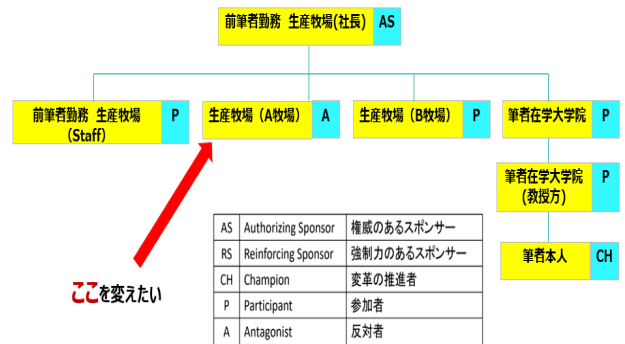 前筆者勤務 生産牧場(社長) AS
前筆者勤務 生産牧場 P
(Staff)
生産牧場（A牧場） A
生産牧場（B牧場） P
筆者在学大学院 P
筆者在学大学院 P
(教授方)
筆者本人 CH
ここを変えたい
AS Authorizing Sponsor 権威のあるスポンサー
RS Reinforcing Sponsor 強制力のあるスポンサー
CH Champion 変革の推進者
P Participant 参加者
A Antagonist 反対者